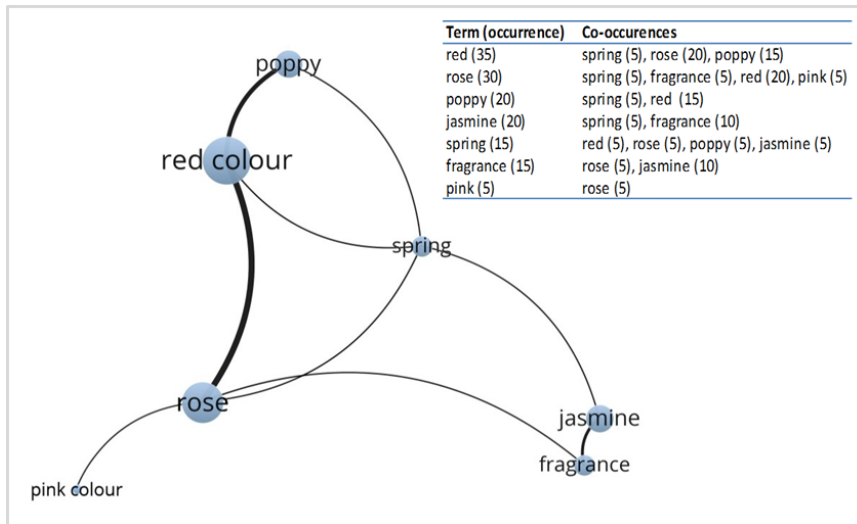 Term (occurrence) Co-occurences
red (35) spring (5), rose (20), poppy (15)
rose (30) spring (5), fragrance (5), red (20), pink (5)
poppy (20) spring (5), red (15)
jasmine (20) spring (5), fragrance (10)
spring (15) red (5), rose (5), poppy (5), jasmine (5)
fragrance (15) rose (5), jasmine (10)
pink (5) rose (5)
poppy
red colour
spring
rose
jasmine
fragrance
pink colour